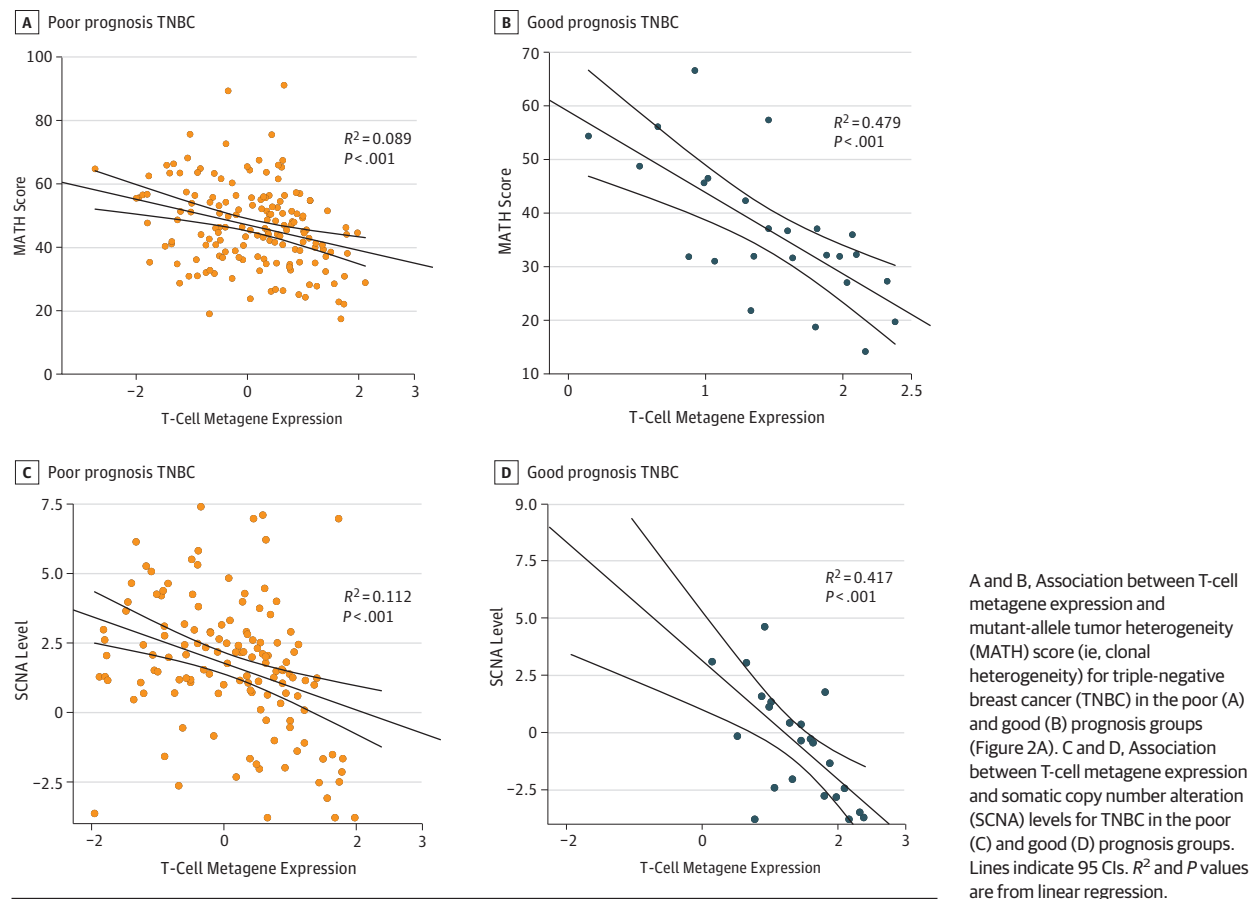 A Poor prognosis TNBC
100
80
60
40
20
0
MATH Score
R2=0.089
P<.001
−2
0
2
3
T-Cell Metagene Expression
B Good prognosis TNBC
70
60
50
40
30
20
10
MATH Score
R2=0.479
P<.001
0
1
2
2.5
T-Cell Metagene Expression
C Poor prognosis TNBC
7.5
5.0
2.5
0
−2.5
SCNA Level
R2=0.112
P<.001
−2
0
2
3
T-Cell Metagene Expression
D Good prognosis TNBC
9.0
7.5
5.0
2.5
0
−2.5
SCNA Level
R2=0.417
P<.001
−2
0
2
3
T-Cell Metagene Expression
A and B, Association between T-cell
metagene expression and
mutant-allele tumor heterogeneity
(MATH) score (ie, clonal
heterogeneity) for triple-negative
breast cancer (TNBC) in the poor (A)
and good (B) prognosis groups
(Figure 2A). C and D, Association
between T-cell metagene expression
and somatic copy number alteration
(SCNA) levels for TNBC in the poor
(C) and good (D) prognosis groups.
Lines indicate 95 CIs. R2 and P values
are from linear regression.